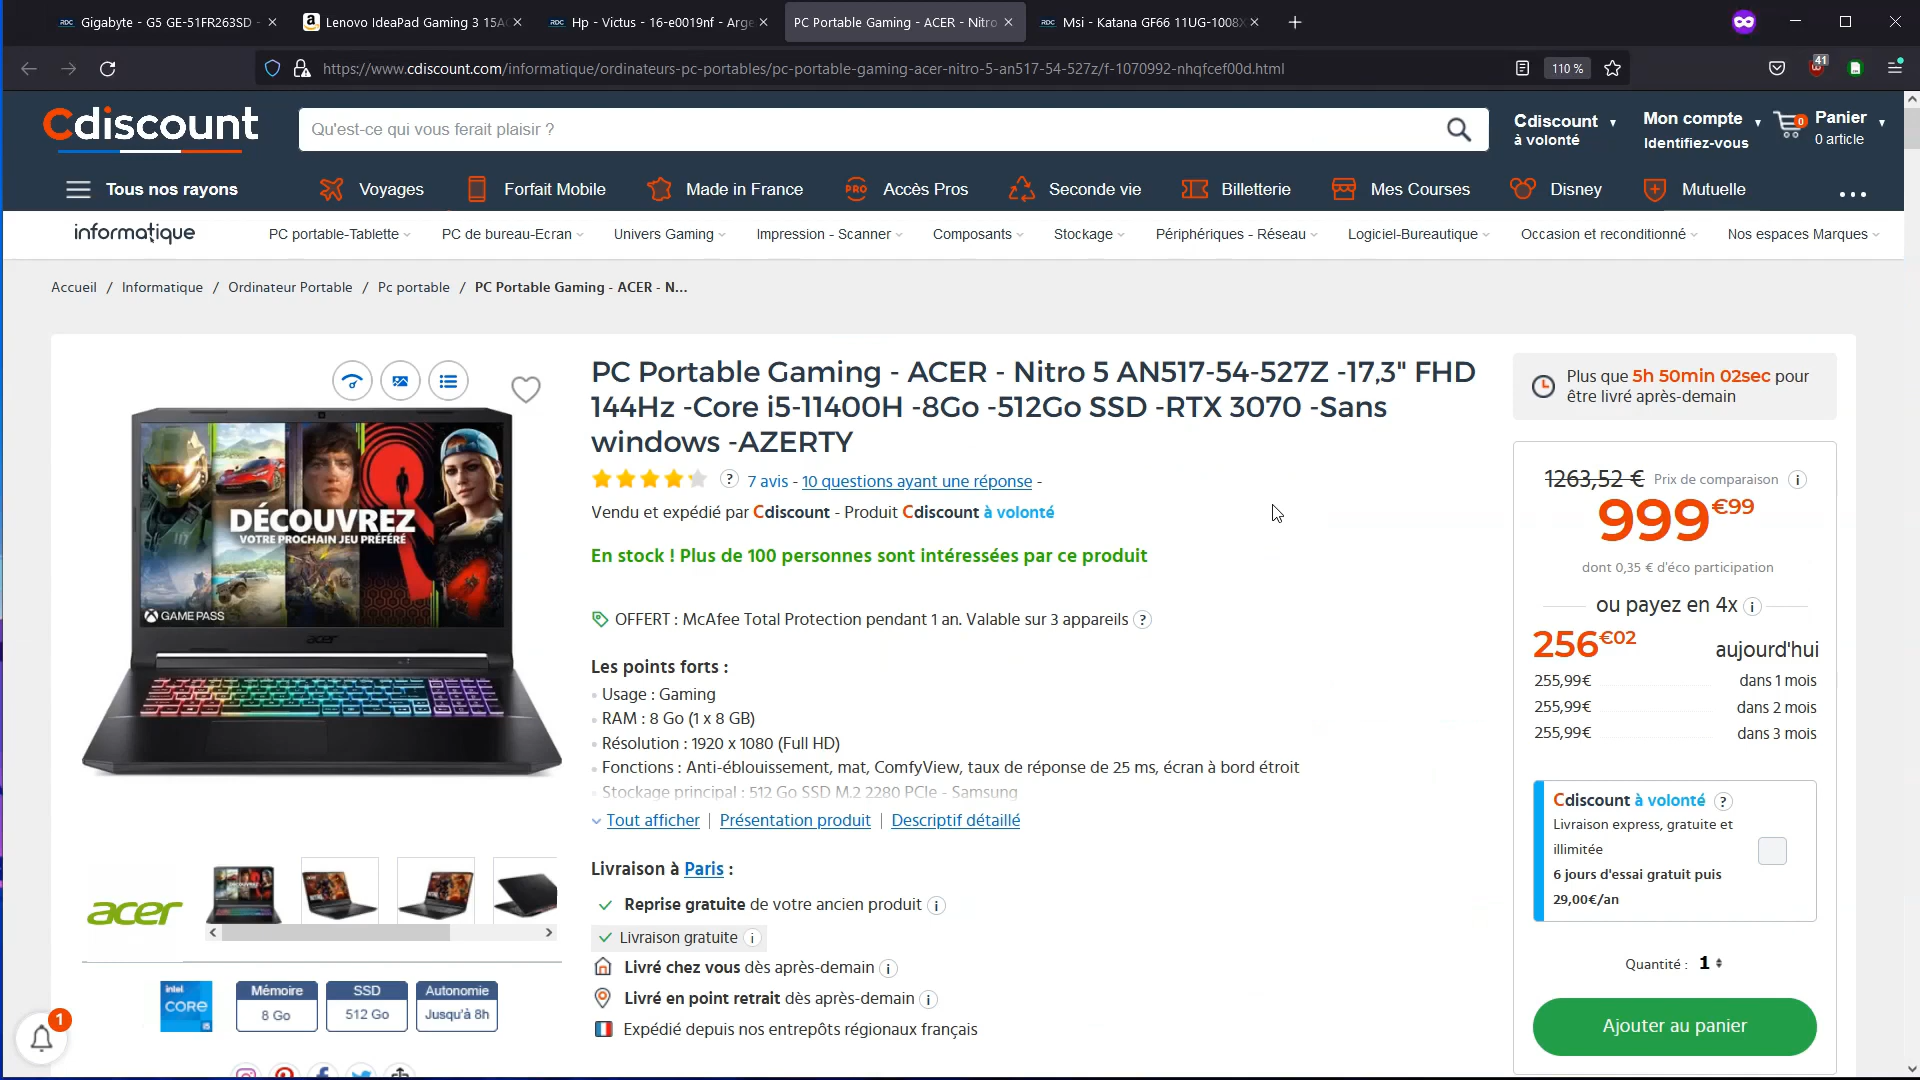 Gigabyte - G5 GE-51FR263SD -
Lenovo IdeaPad Gaming 3 15A
Hp - Victus - 16-e0019nf - Arge
PC Portable Gaming - ACER - Nitro
Msi - Katana GF66 11UG-1008X
https://www.cdiscount.com/informatique/ordinateurs-pc-portables/pc-portable-gaming-acer-nitro-5-an517-54-527z/f-1070992-nhqfcef00d.html
110 %
41
Cdiscount
Qu'est-ce qui vous ferait plaisir ?
Cdiscount
à volonté
Mon compte
Identifiez-vous
0
Panier
0 article
Tous nos rayons
Voyages
Forfait Mobile
Made in France
PRO
Accès Pros
Seconde vie
Billetterie
Mes Courses
Disney
Mutuelle
informatique
PC portable-Tablette
PC de bureau-Ecran
Univers Gaming
Impression - Scanner
Composants
Stockage
Périphériques - Réseau
Logiciel-Bureautique
Occasion et reconditionné
Nos espaces Marques
Accueil / Informatique / Ordinateur Portable / Pc portable / PC Portable Gaming - ACER - N...
DÉCOUVREZ
VOTRE PROCHAIN JEU PRÉFÉRÉ
GAME PASS
acer
acer
intel
CORE
i5
Mémoire
8 Go
SSD
512 Go
Autonomie
Jusqu'à 8h
1
PC Portable Gaming - ACER - Nitro 5 AN517-54-527Z -17,3" FHD
144Hz -Core i5-11400H -8Go -512Go SSD -RTX 3070 -Sans
windows -AZERTY
? 7 avis - 10 questions ayant une réponse -
Vendu et expédié par Cdiscount - Produit Cdiscount à volonté
En stock ! Plus de 100 personnes sont intéressées par ce produit
OFFERT : McAfee Total Protection pendant 1 an. Valable sur 3 appareils ?
Les points forts :
Usage : Gaming
RAM : 8 Go (1 x 8 GB)
Résolution : 1920 x 1080 (Full HD)
Fonctions : Anti-éblouissement, mat, ComfyView, taux de réponse de 25 ms, écran à bord étroit
Stockage principal : 512 Go SSD M.2 2280 PCIe - Samsung
Tout afficher | Présentation produit | Descriptif détaillé
Livraison à Paris :
Reprise gratuite de votre ancien produit i
Livraison gratuite i
Livré chez vous dès après-demain i
Livré en point retrait dès après-demain i
Expédié depuis nos entrepôts régionaux français
Plus que 5h 50min 02sec pour
être livré après-demain
1263,52 € Prix de comparaison i
999€99
dont 0,35 € d'éco participation
ou payez en 4x i
256€02 aujourd'hui
255,99€ dans 1 mois
255,99€ dans 2 mois
255,99€ dans 3 mois
Cdiscount à volonté ?
Livraison express, gratuite et
illimitée
6 jours d'essai gratuit puis
29,00€/an
Quantité : 1
Ajouter au panier